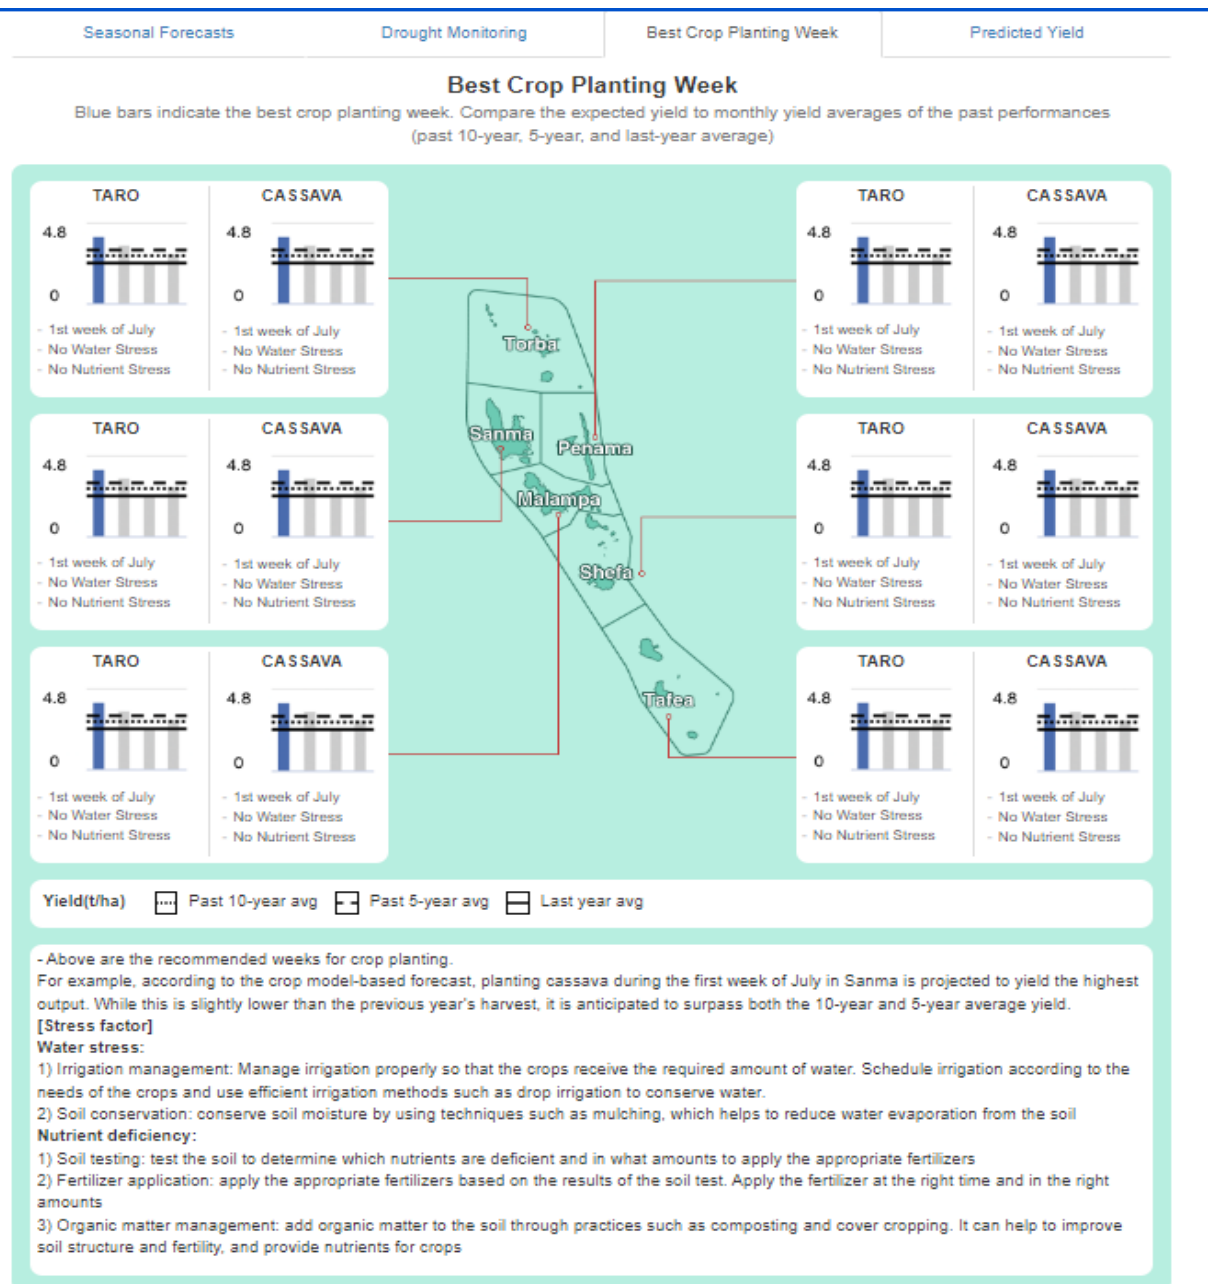 Seasonal Forecasts
Drought Monitoring
Best Crop Planting Week
Predicted Yield
Best Crop Planting Week
Blue bars indicate the best crop planting week. Compare the expected yield to monthly yield averages of the past performances
(past 10-year, 5-year, and last-year average)
TARO
CASSAVA
4.8
4.8
0
0
- 1st week of July
- No Water Stress
- No Nutrient Stress
- 1st week of July
- No Water Stress
- No Nutrient Stress
TARO
CASSAVA
4.8
4.8
0
0
- 1st week of July
- No Water Stress
- No Nutrient Stress
- 1st week of July
- No Water Stress
- No Nutrient Stress
TARO
CASSAVA
4.8
4.8
0
0
- 1st week of July
- No Water Stress
- No Nutrient Stress
- 1st week of July
- No Water Stress
- No Nutrient Stress
Torba
Sanma
Penama
Malampa
Shefa
Tafea
TARO
CASSAVA
4.8
4.8
0
0
- 1st week of July
- No Water Stress
- No Nutrient Stress
- 1st week of July
- No Water Stress
- No Nutrient Stress
TARO
CASSAVA
4.8
4.8
0
0
- 1st week of July
- No Water Stress
- No Nutrient Stress
- 1st week of July
- No Water Stress
- No Nutrient Stress
TARO
CASSAVA
4.8
4.8
0
0
- 1st week of July
- No Water Stress
- No Nutrient Stress
- 1st week of July
- No Water Stress
- No Nutrient Stress
Yield(t/ha) Past 10-year avg Past 5-year avg Last year avg
- Above are the recommended weeks for crop planting.
For example, according to the crop model-based forecast, planting cassava during the first week of July in Sanma is projected to yield the highest
output. While this is slightly lower than the previous year's harvest, it is anticipated to surpass both the 10-year and 5-year average yield.
[Stress factor]
Water stress:
1) Irrigation management: Manage irrigation properly so that the crops receive the required amount of water. Schedule irrigation according to the
needs of the crops and use efficient irrigation methods such as drop irrigation to conserve water.
2) Soil conservation: conserve soil moisture by using techniques such as mulching, which helps to reduce water evaporation from the soil
Nutrient deficiency:
1) Soil testing: test the soil to determine which nutrients are deficient and in what amounts to apply the appropriate fertilizers
2) Fertilizer application: apply the appropriate fertilizers based on the results of the soil test. Apply the fertilizer at the right time and in the right
amounts
3) Organic matter management: add organic matter to the soil through practices such as composting and cover cropping. It can help to improve
soil structure and fertility, and provide nutrients for crops